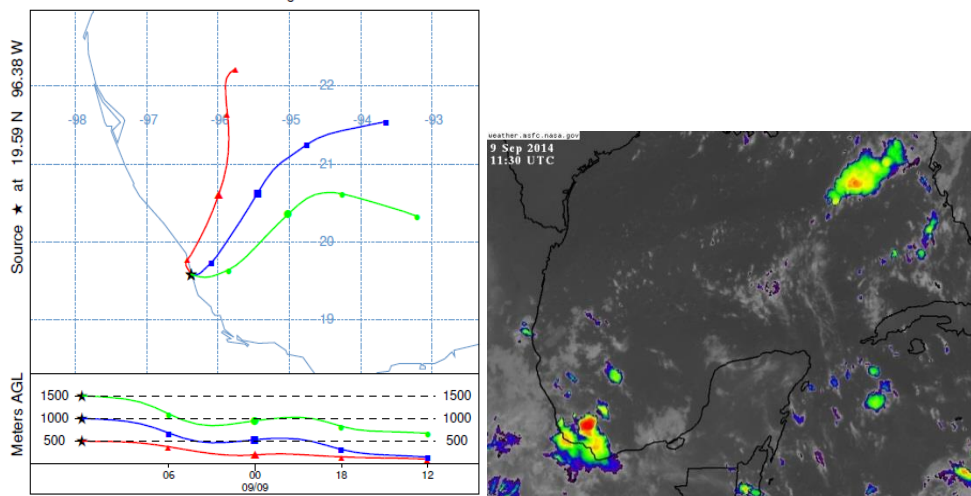 Source ★ at 19.59 N 96.38 W
22
-98 -97 -96 -95 -94 -93
21
20
19
Meters AGL
1500 1500
1000 1000
500 500
06 00 18 12
09/09
weather.msfc.nasa.gov
9 Sep 2014
11:30 UTC